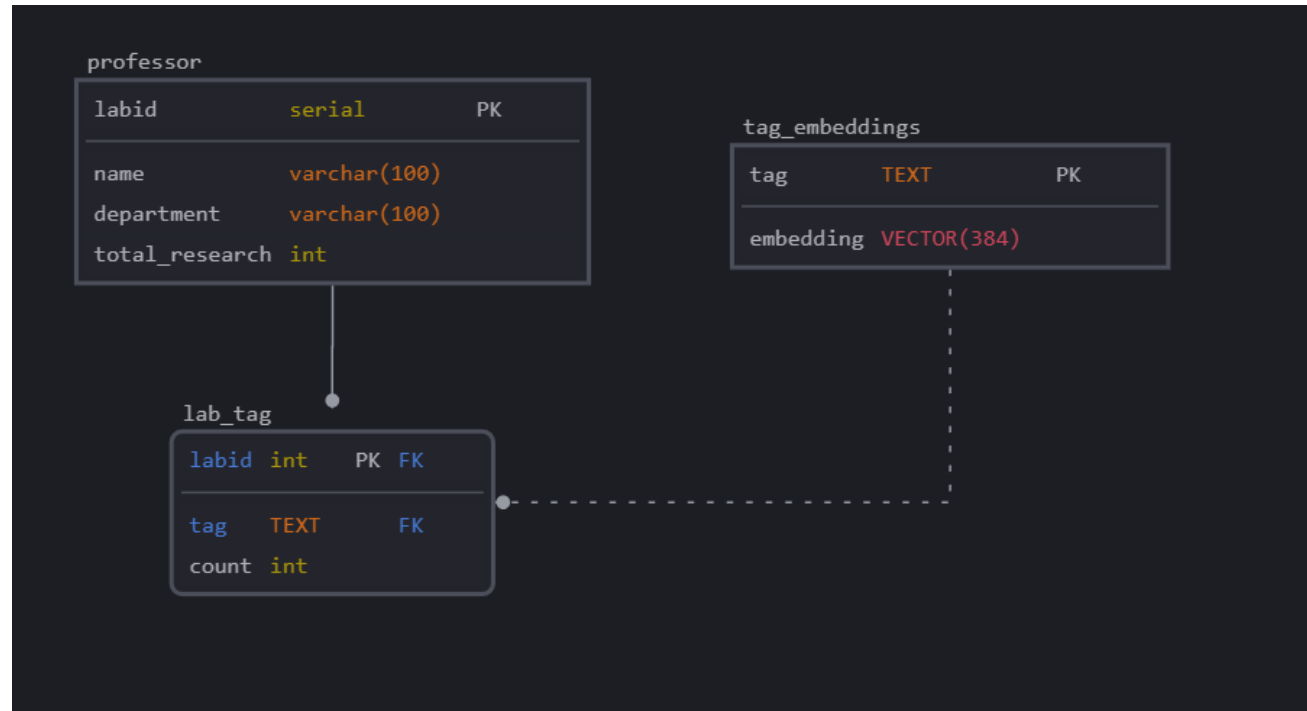 professor
labid serial PK
name varchar(100)
department varchar(100)
total_research int
tag_embeddings
tag TEXT PK
embedding VECTOR(384)
lab_tag
labid int PK FK
tag TEXT FK
count int